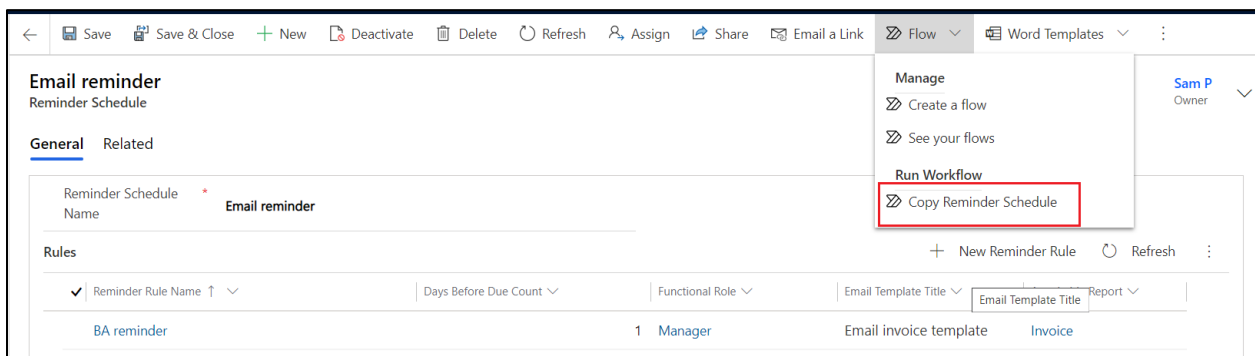 Save Save & Close New Deactivate Delete Refresh Assign Share Email a Link Flow Word Templates
Email reminder
Reminder Schedule
Sam P
Owner
General Related
Manage
Create a flow
See your flows
Run Workflow
Copy Reminder Schedule
Reminder Schedule Name * Email reminder
Rules New Reminder Rule Refresh
Reminder Rule Name Days Before Due Count Functional Role Email Template Title Report
Email Template Title
BA reminder 1 Manager Email invoice template Invoice